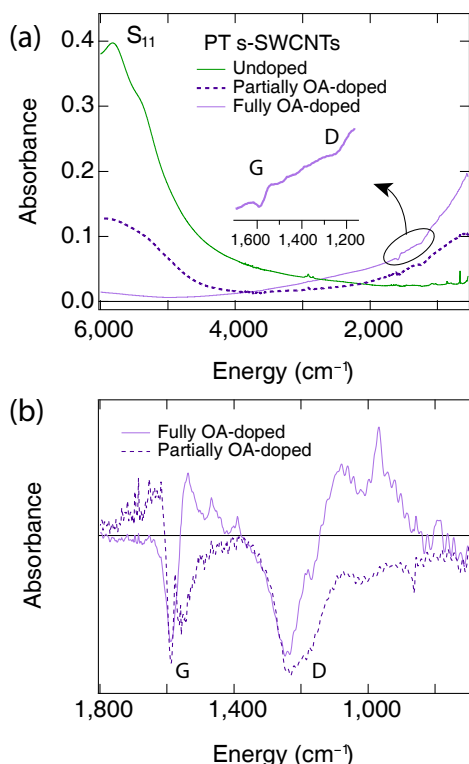 (a)
S11
PT s-SWCNTs
Undoped
Partially OA-doped
Fully OA-doped
D
G
1,600 1,400 1,200
0.4
0.3
0.2
0.1
0.0
Absorbance
6,000 4,000 2,000
Energy (cm⁻¹)
(b)
Fully OA-doped
Partially OA-doped
Absorbance
G D
1,800 1,400 1,000
Energy (cm⁻¹)